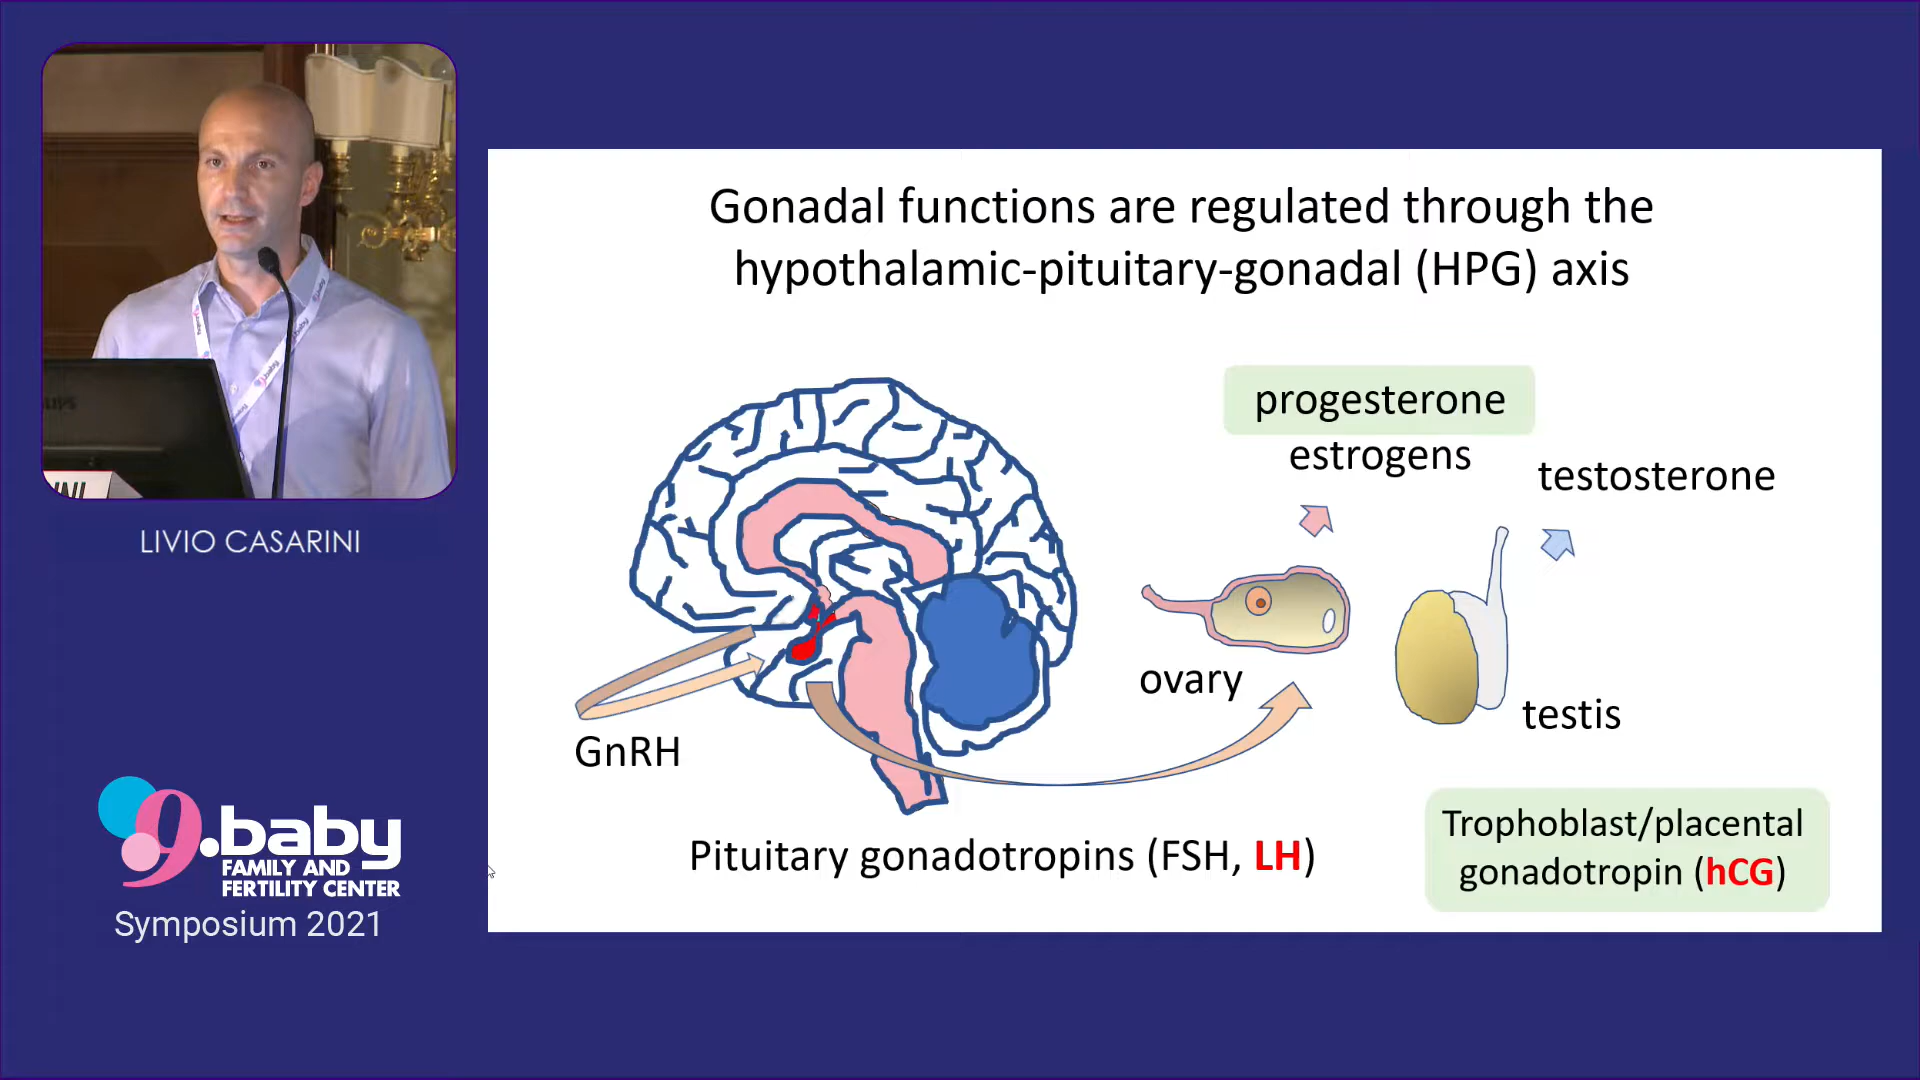 Gonadal functions are regulated through the
hypothalamic-pituitary-gonadal (HPG) axis
progesterone
estrogens
testosterone
ovary
testis
GnRH
Pituitary gonadotropins (FSH, LH)
Trophoblast/placental
gonadotropin (hCG)
LIVIO CASARINI
9.baby
FAMILY AND
FERTILITY CENTER
Symposium 2021